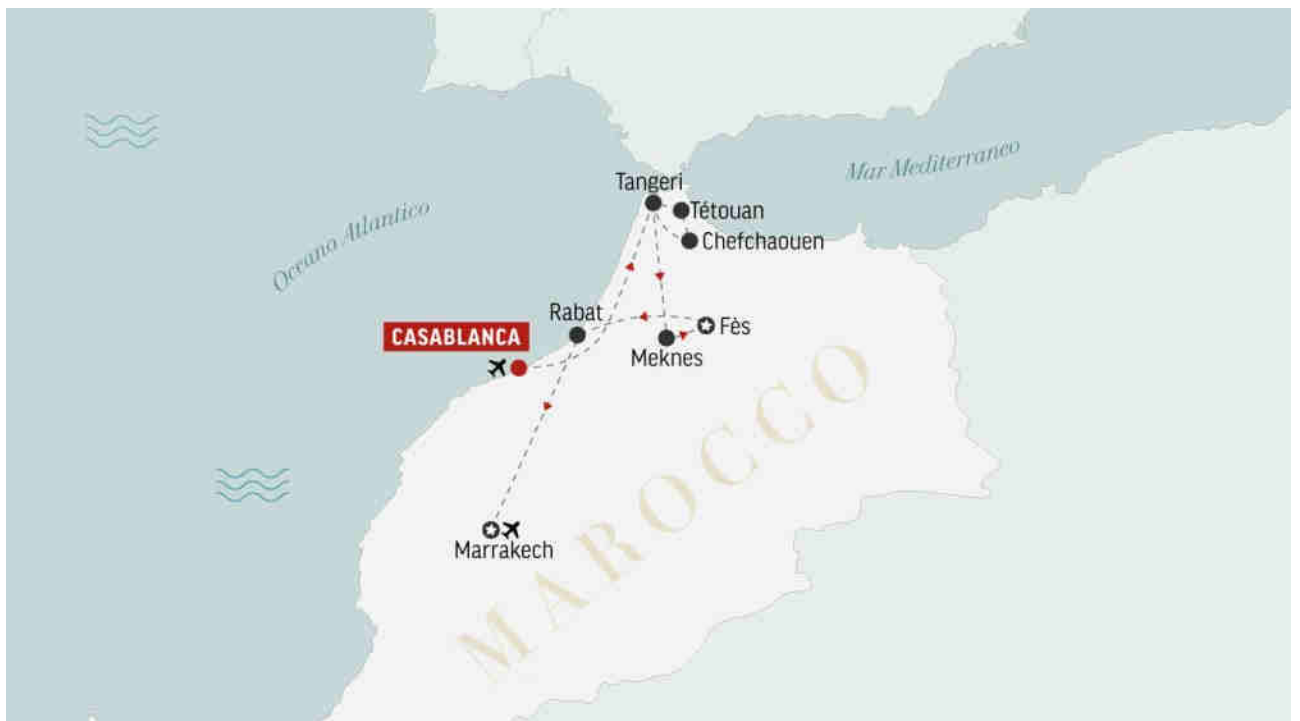 Mar Mediterraneo
Tangeri
Tétouan
Oceano Atlantico
Chefchaouen
Rabat
CASABLANCA
Fès
Meknes
MAROCCO
Marrakech